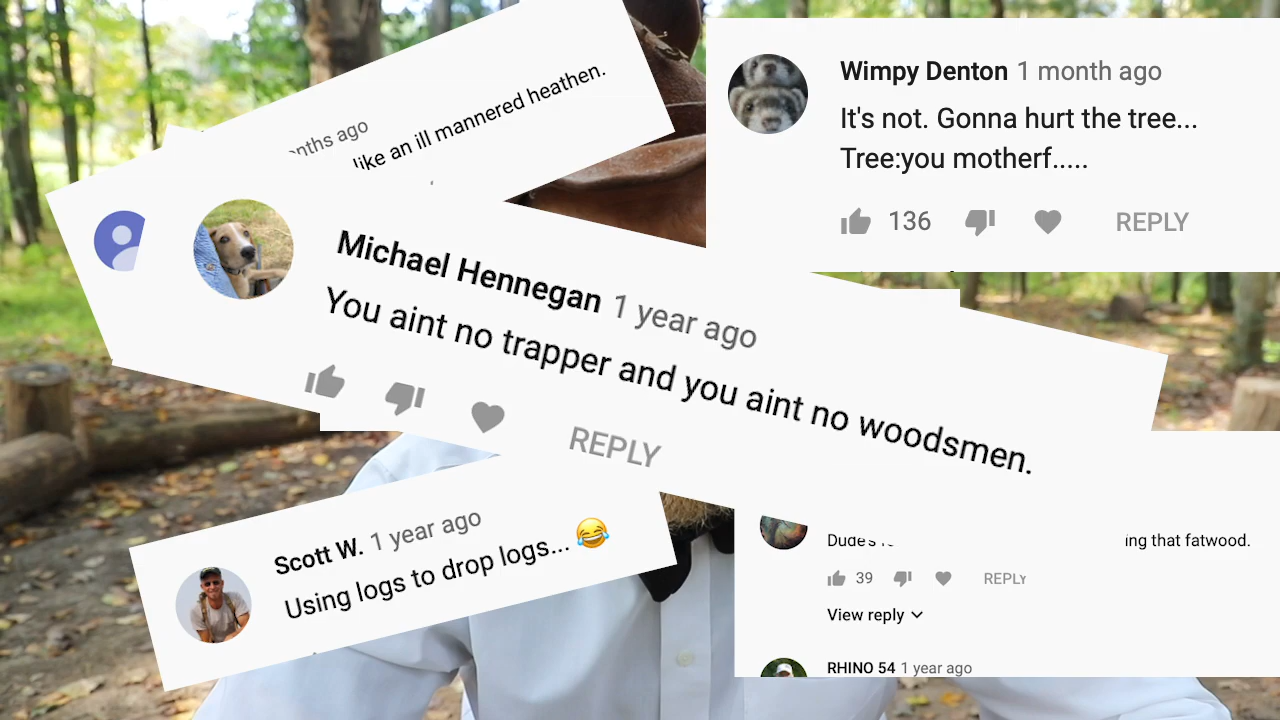 onths ago
like an ill mannered heathen.
Wimpy Denton 1 month ago
It's not. Gonna hurt the tree...
Tree:you motherf.....
136 REPLY
Michael Hennegan 1 year ago
You aint no trapper and you aint no woodsmen.
REPLY
Scott W. 1 year ago
Using logs to drop logs... 😂
ing that fatwood.
39 REPLY
View reply
RHINO 54 1 year ago